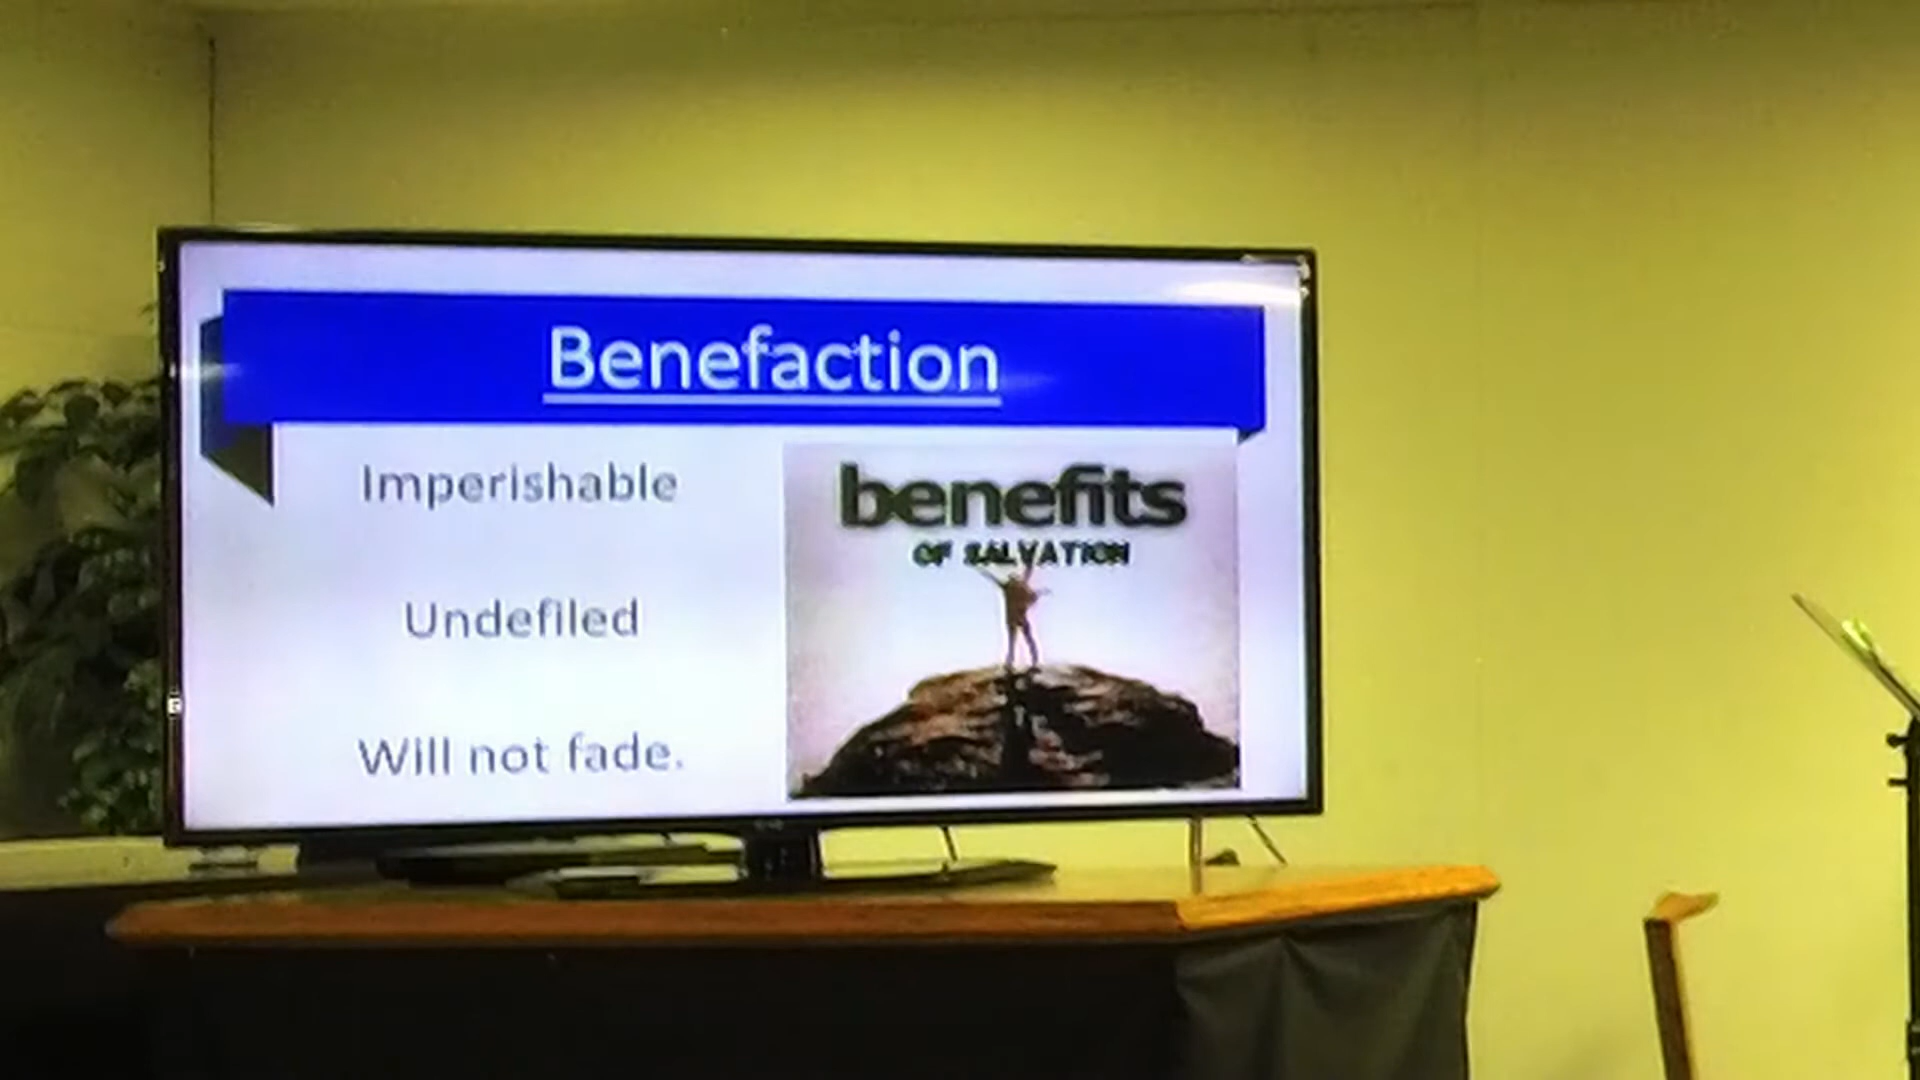 Benefaction
Imperishable
Undefiled
Will not fade.
benefits
OF SALVATION